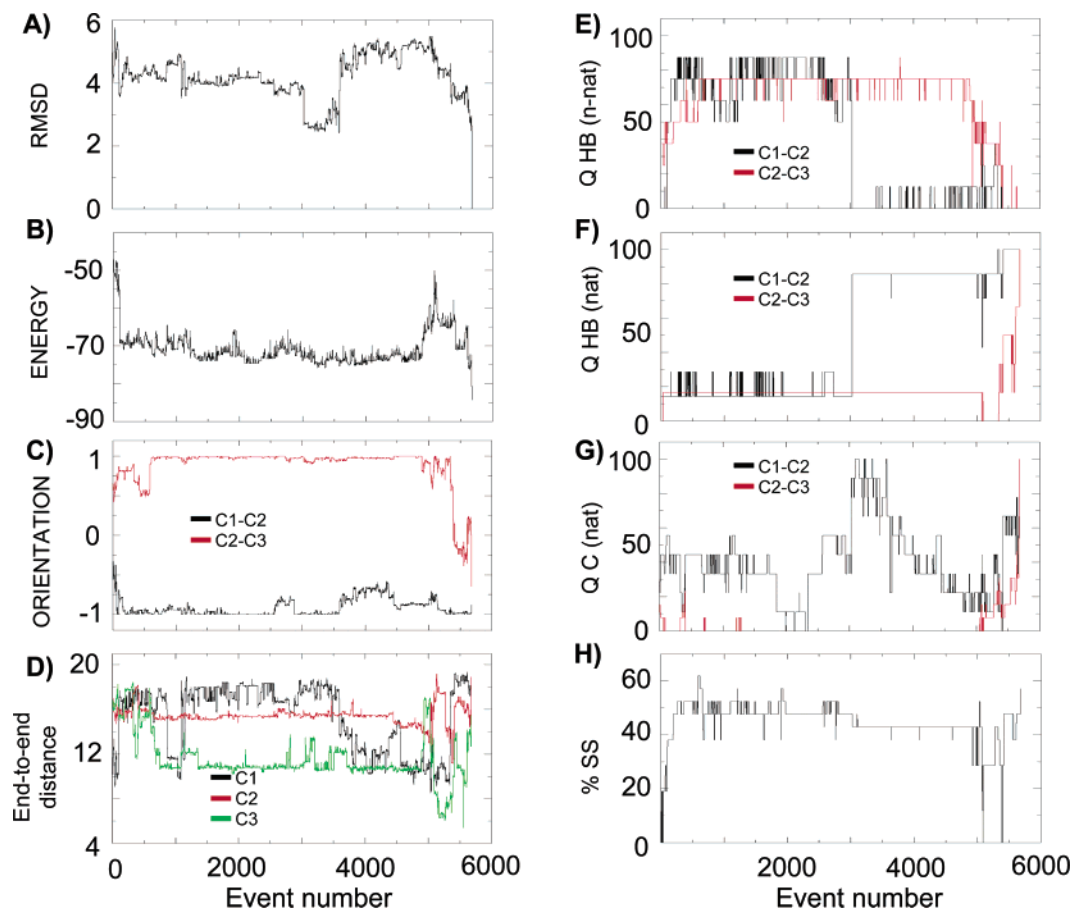 A)
RMSD
6
4
2
0
B)
ENERGY
-50
-70
-90
C)
ORIENTATION
1
0
-1
C1-C2
C2-C3
D)
End-to-end
distance
20
12
4
C1
C2
C3
0
2000
4000
6000
Event number
E)
Q HB (n-nat)
100
50
0
C1-C2
C2-C3
F)
Q HB (nat)
100
50
0
C1-C2
C2-C3
G)
Q C (nat)
100
50
0
C1-C2
C2-C3
H)
% SS
60
40
20
0
2000
4000
6000
Event number